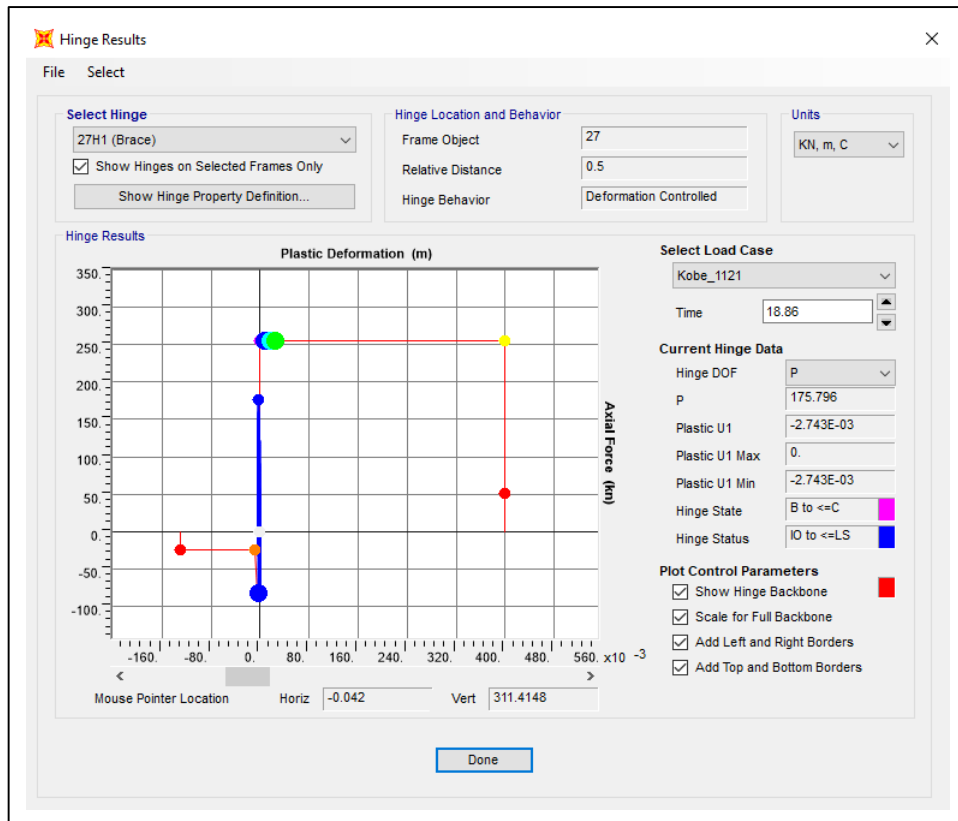 Hinge Results
File Select
Select Hinge
27H1 (Brace)
Show Hinges on Selected Frames Only
Show Hinge Property Definition...
Hinge Location and Behavior
Frame Object 27
Relative Distance 0.5
Hinge Behavior Deformation Controlled
Units
KN, m, C
Hinge Results
Plastic Deformation (m)
350.
300.
250.
200.
150.
100.
50.
0.
-50.
-100.
-160. -80. 0. 80. 160. 240. 320. 400. 480. 560. x10 -3
Axial Force (kn)
Mouse Pointer Location Horiz -0.042 Vert 311.4148
Select Load Case
Kobe_1121
Time 18.86
Current Hinge Data
Hinge DOF P
P 175.796
Plastic U1 -2.743E-03
Plastic U1 Max 0.
Plastic U1 Min -2.743E-03
Hinge State B to <=C
Hinge Status IO to <=LS
Plot Control Parameters
Show Hinge Backbone
Scale for Full Backbone
Add Left and Right Borders
Add Top and Bottom Borders
Done